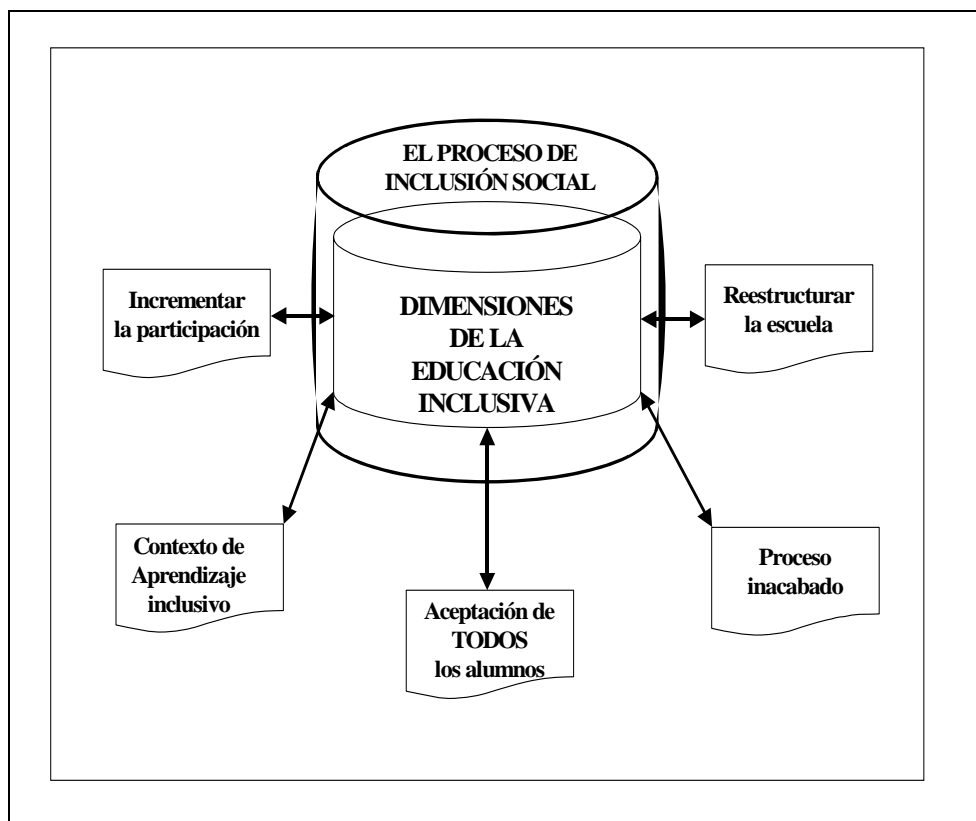 EL PROCESO DE
INCLUSIÓN SOCIAL
DIMENSIONES
DE LA
EDUCACIÓN
INCLUSIVA
Incrementar
la participación
Reestructurar
la escuela
Contexto de
Aprendizaje
inclusivo
Aceptación de
TODOS
los alumnos
Proceso
inacabado